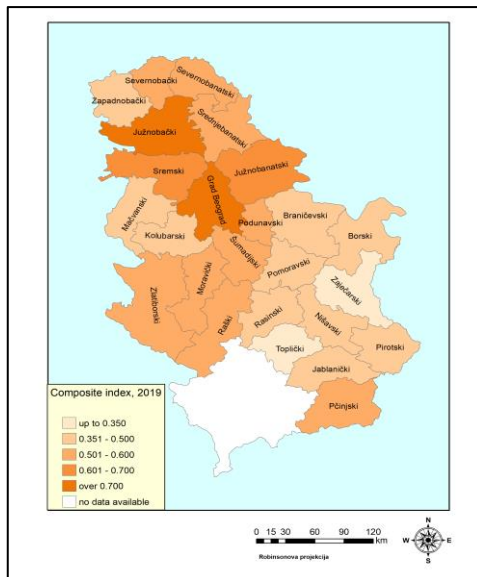 Severnobački
Severnobanatski
Zapadnobački
Južnobački
Srednjebanatski
Sremski
Južnobanatski
Grad Beograd
Mačvanski
Podunavski
Braničevski
Borski
Kolubarski
Šumadijski
Pomoravski
Zaječarski
Zlatiborski
Moravički
Raški
Rasinski
Nišavski
Pirotski
Toplički
Jablanički
Pčinjski
Composite index, 2019
up to 0.350
0.351 - 0.500
0.501 - 0.600
0.601 - 0.700
over 0.700
no data available
0 15 30 60 90 120
km
Robinsonova projekcija
N
W E
S